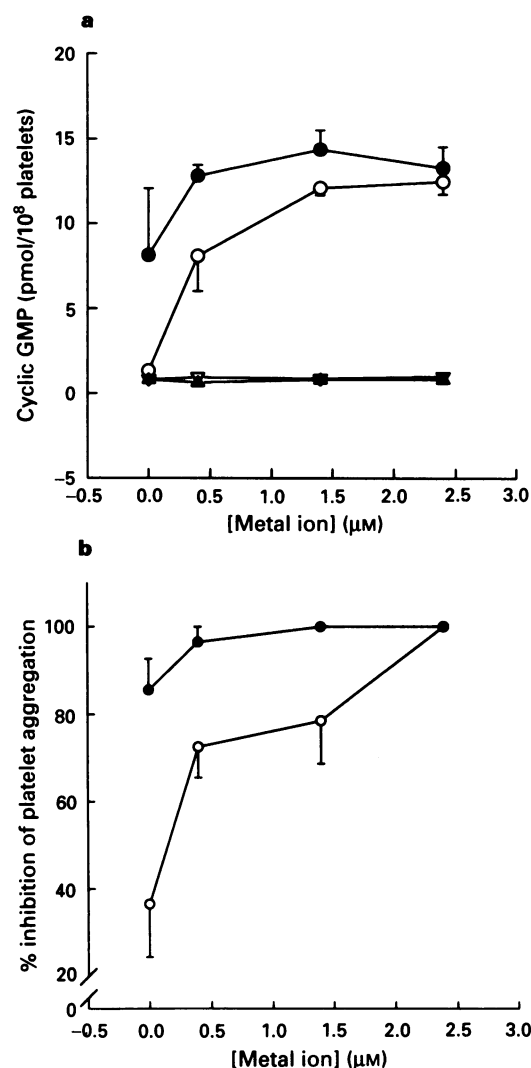 a
20
15
10
5
0
−5
Cyclic GMP (pmol/10⁸ platelets)
−0.5 0.0 0.5 1.0 1.5 2.0 2.5 3.0
[Metal ion] (μM)
b
100
80
60
40
20
0
% inhibition of platelet aggregation
−0.5 0.0 0.5 1.0 1.5 2.0 2.5 3.0
[Metal ion] (μM)